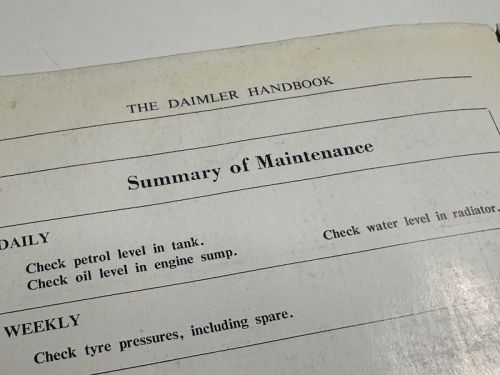 THE DAIMLER HANDBOOK
Summary of Maintenance
DAILY
Check petrol level in tank.
Check oil level in engine sump.
Check water level in radiator.
WEEKLY
Check tyre pressures, including spare.